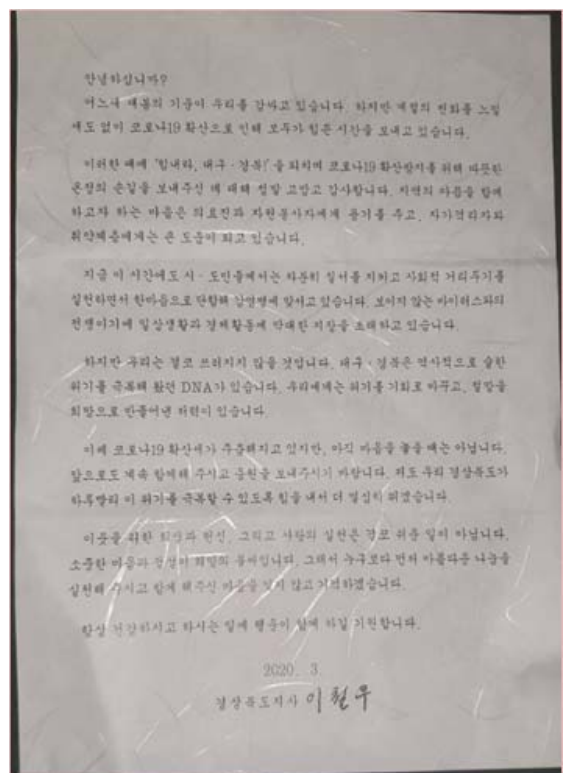 안녕하십니까?
어느새 새봄의 기운이 우리를 감싸고 있습니다. 하지만 계절의 변화를 느낄
새도 없이 코로나19 확산으로 인해 모두가 힘든 시간을 보내고 있습니다.
이러한 때에 '힘내라, 대구·경북!'을 외치며 코로나19 확산방지를 위해 따뜻한
온정의 손길을 보내주신 데 대해 정말 고맙고 감사합니다. 지역의 아픔을 함께
하고자 하는 마음은 의료진과 자원봉사자에게 용기를 주고, 자가격리자와
취약계층에게는 큰 도움이 되고 있습니다.
지금 이 시간에도 시·도민들께서는 차분히 질서를 지키고 사회적 거리두기를
실천하면서 한마음으로 단합해 감염병에 맞서고 있습니다. 보이지 않는 바이러스와의
전쟁이기에 일상생활과 경제활동에 막대한 지장을 초래하고 있습니다.
하지만 우리는 결코 쓰러지지 않을 것입니다. 대구·경북은 역사적으로 숱한
위기를 극복해 왔던 DNA가 있습니다. 우리에게는 위기를 기회로 바꾸고, 절망을
희망으로 만들어낸 저력이 있습니다.
이제 코로나19 확산세가 주춤해지고 있지만, 아직 마음을 놓을 때는 아닙니다.
앞으로도 계속 함께해 주시고 응원을 보내주시기 바랍니다. 저도 우리 경상북도가
하루빨리 이 위기를 극복할 수 있도록 힘을 내서 더 열심히 뛰겠습니다.
이웃을 위한 희생과 헌신, 그리고 사랑의 실천은 결코 쉬운 일이 아닙니다.
소중한 마음과 정성이 희망의 품이입니다. 그래서 누구보다 먼저 아름다운 나눔을
실천해 주시고 함께 해주신 마음을 잊지 않고 기억하겠습니다.
항상 건강하시고 하시는 일에 행운이 함께 하길 기원합니다.
2020. 3
경상북도지사 이철우